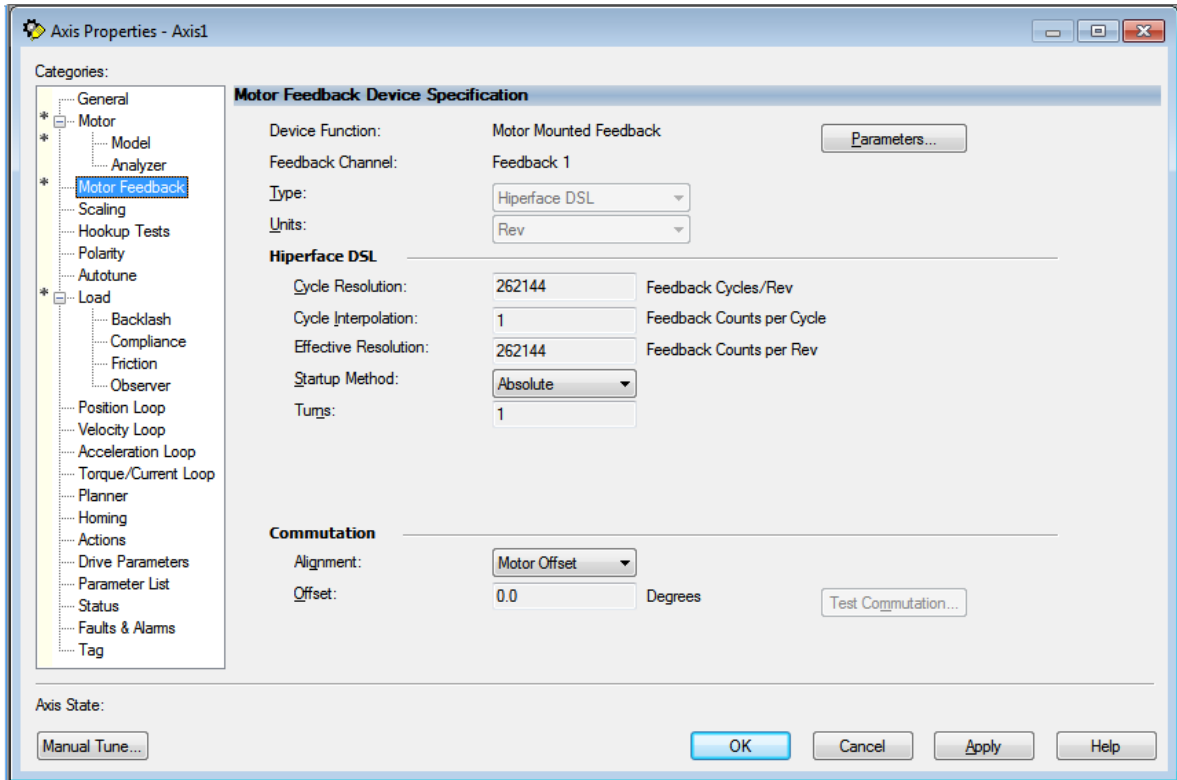 Axis Properties - Axis1
Categories:
General
* Motor
* Model
Analyzer
* Motor Feedback
Scaling
Hookup Tests
Polarity
Autotune
* Load
Backlash
Compliance
Friction
Observer
Position Loop
Velocity Loop
Acceleration Loop
Torque/Current Loop
Planner
Homing
Actions
Drive Parameters
Parameter List
Status
Faults & Alarms
Tag
Motor Feedback Device Specification
Device Function: Motor Mounted Feedback Parameters...
Feedback Channel: Feedback 1
Type: Hiperface DSL
Units: Rev
Hiperface DSL
Cycle Resolution: 262144 Feedback Cycles/Rev
Cycle Interpolation: 1 Feedback Counts per Cycle
Effective Resolution: 262144 Feedback Counts per Rev
Startup Method: Absolute
Turns: 1
Commutation
Alignment: Motor Offset
Offset: 0.0 Degrees Test Commutation...
Axis State:
Manual Tune... OK Cancel Apply Help